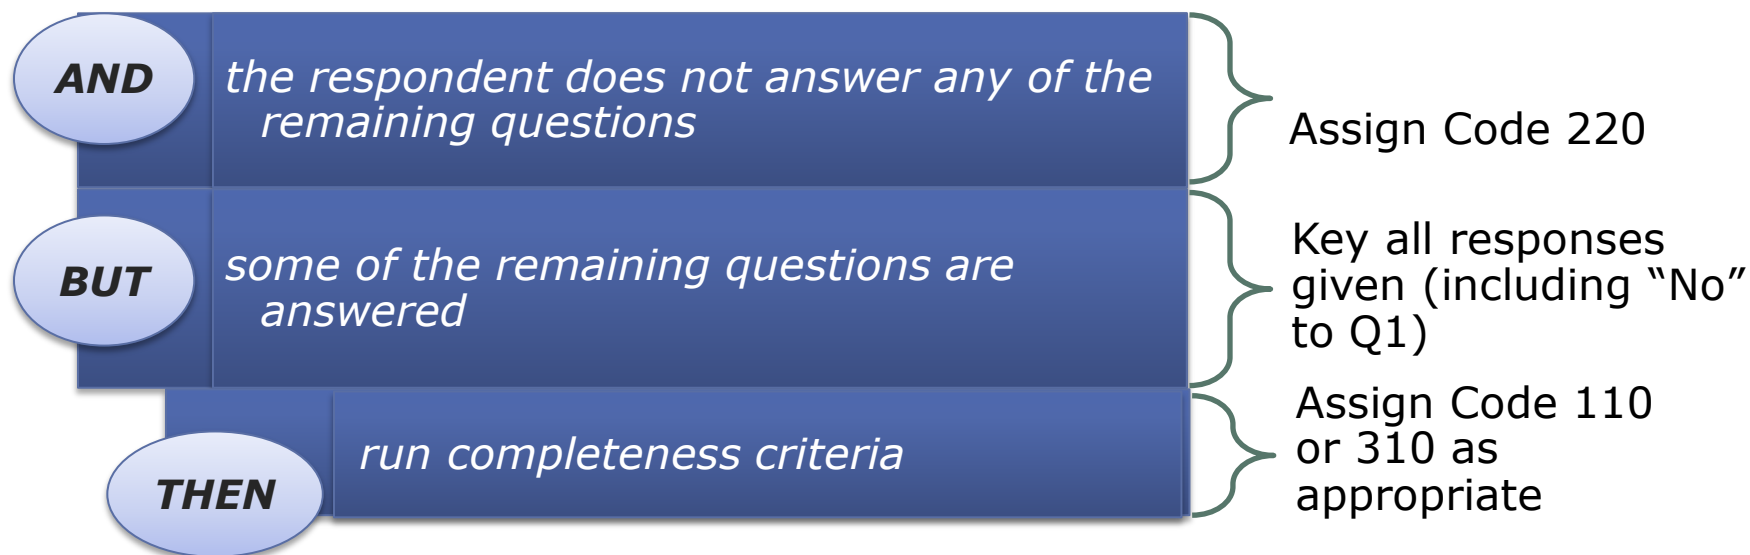 AND
the respondent does not answer any of the
remaining questions
Assign Code 220
BUT
some of the remaining questions are
answered
Key all responses
given (including “No”
to Q1)
THEN
run completeness criteria
Assign Code 110
or 310 as
appropriate